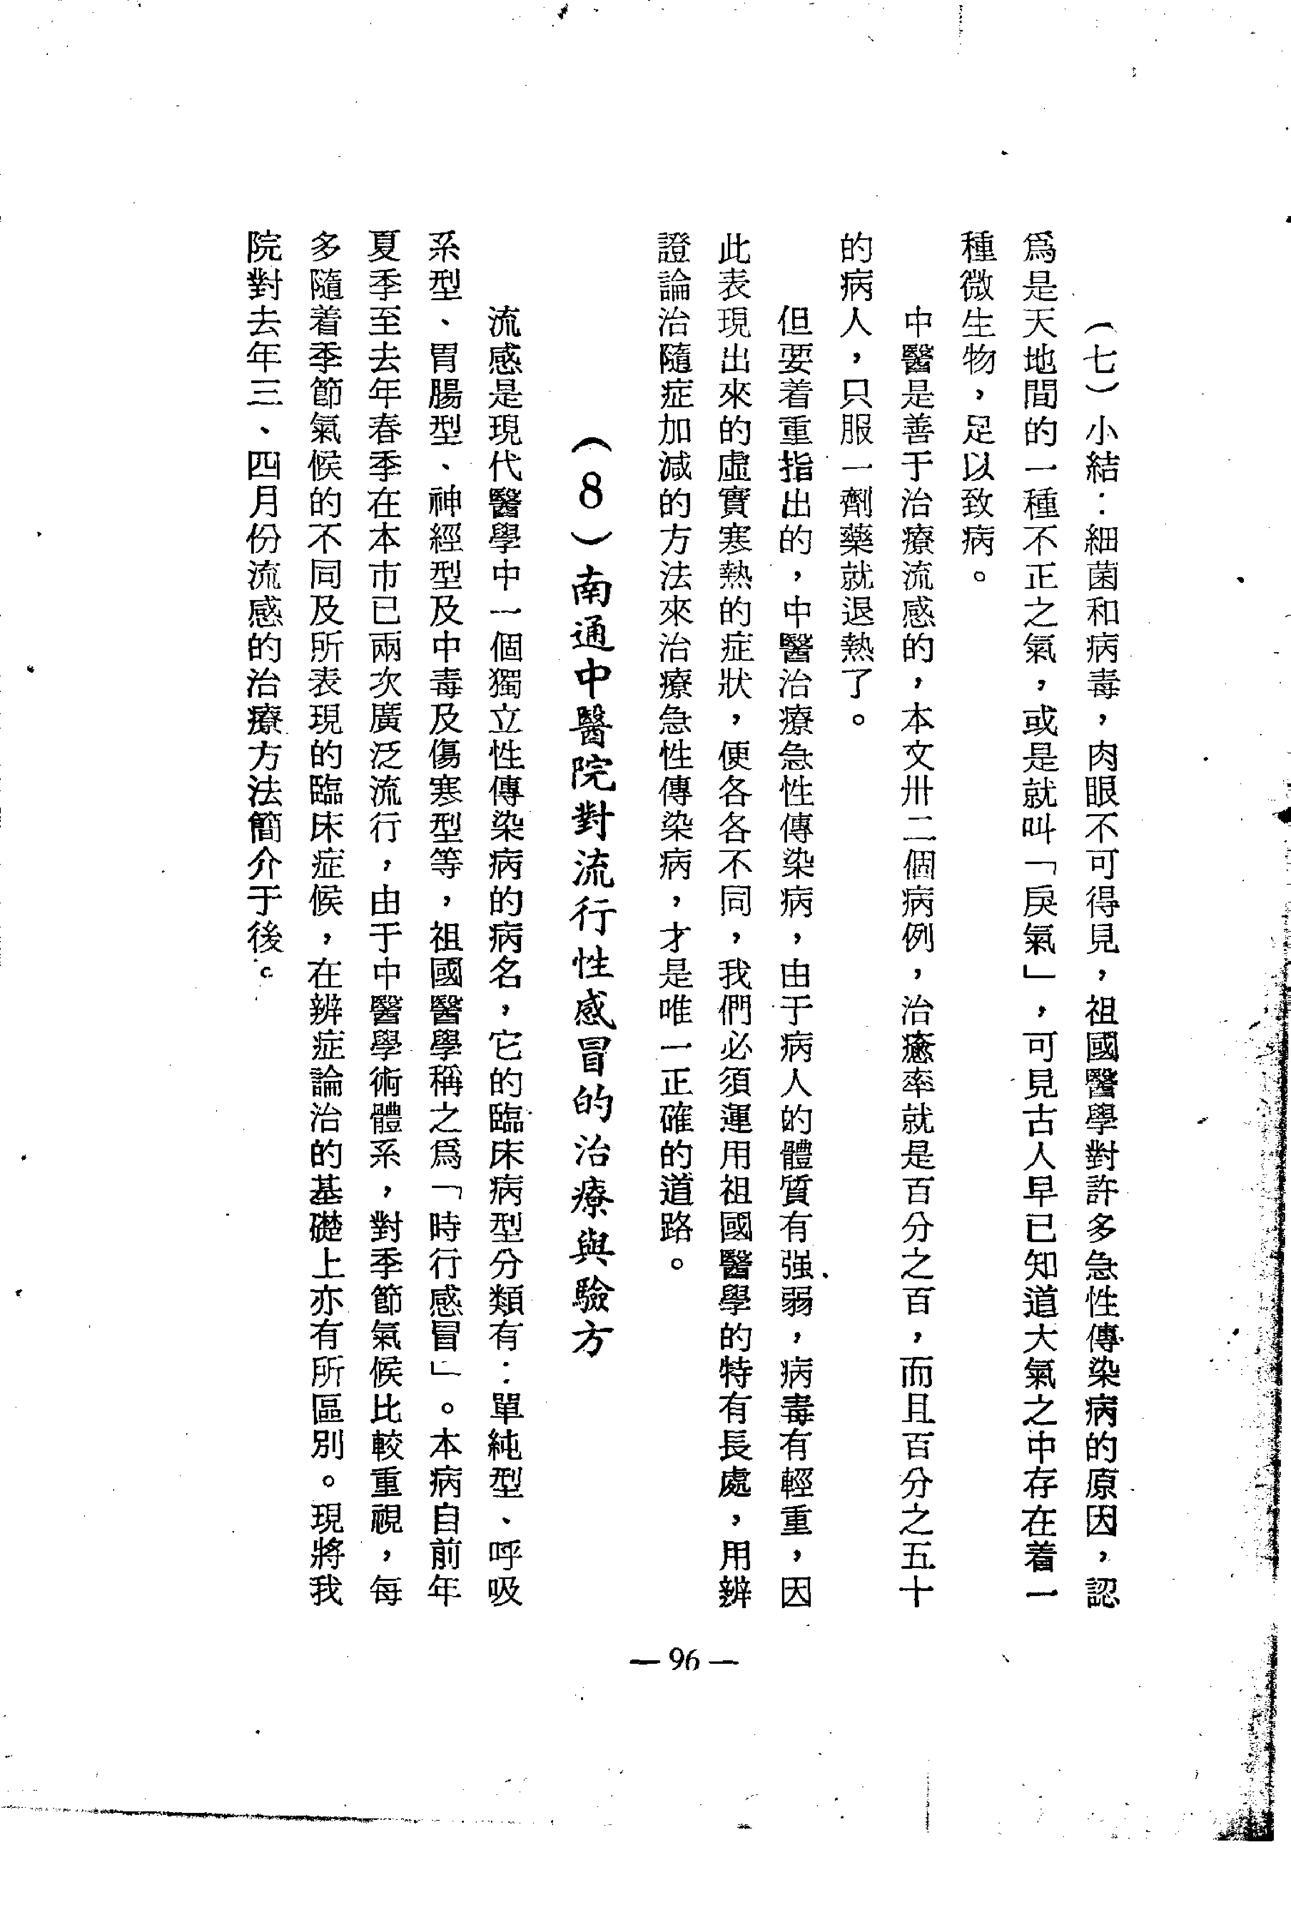 （七）小結：細菌和病毒，肉眼不可得見，祖國醫學對許多急性傳染病的原因，認
爲是天地間的一種不正之氣，或是就叫「戾氣」，可見古人早已知道大氣之中存在着一
種微生物，足以致病。
中醫是善于治療流感的，本文卅二個病例，治癒率就是百分之百，而且百分之五十
的病人，只服一劑藥就退熱了。
但要着重指出的，中醫治療急性傳染病，由于病人的體質有强弱，病毒有輕重，因
此表現出來的虛實寒熱的症狀，便各各不同，我們必須運用祖國醫學的特有長處，用辨
證論治隨症加減的方法來治療急性傳染病，才是唯一正確的道路。
（8）南通中醫院對流行性感冒的治療與驗方
流感是現代醫學中一個獨立性傳染病的病名，它的臨床病型分類有：單純型、呼吸
系型、胃腸型、神經型及中毒及傷寒型等，祖國醫學稱之爲「時行感冒」。本病自前年
夏季至去年春季在本市已兩次廣泛流行，由于中醫學術體系，對季節氣候比較重視，每
多隨着季節氣候的不同及所表現的臨床症候，在辨症論治的基礎上亦有所區別。現將我
院對去年三、四月份流感的治療方法簡介于後。
— 96 —